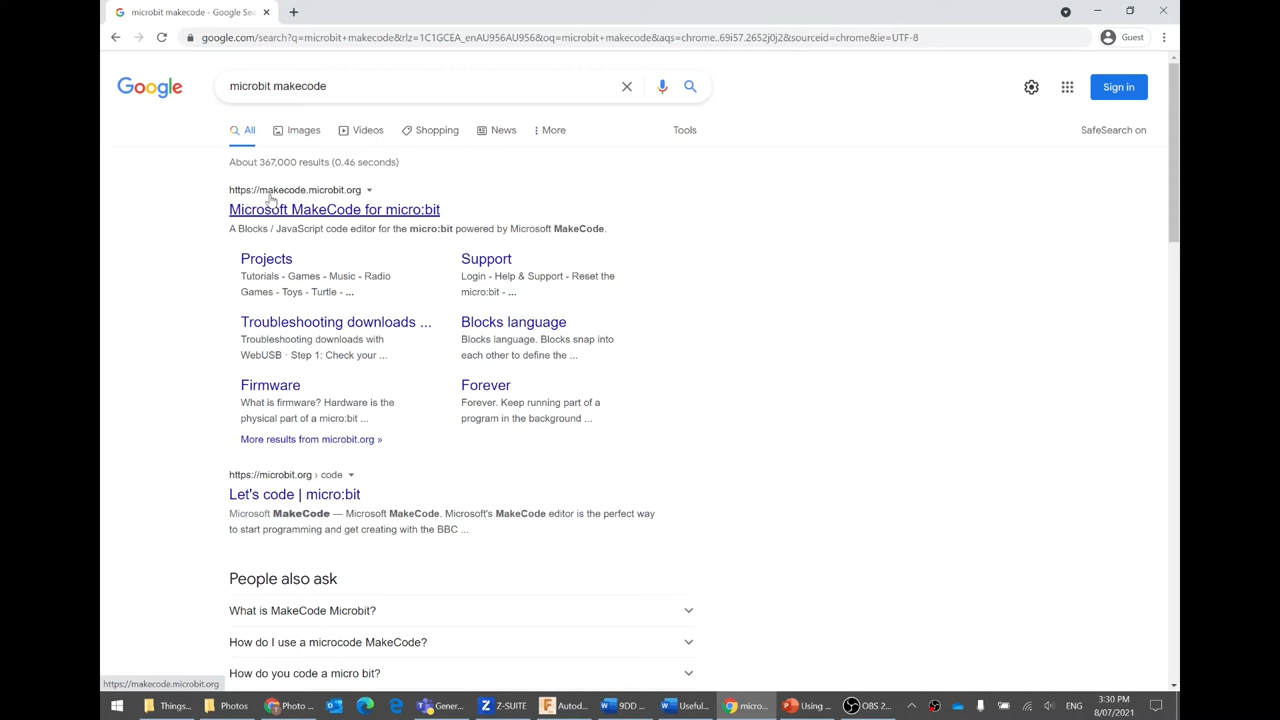 microbit makecode - Google Sea
google.com/search?q=microbit+makecode&rlz=1C1GCEA_enAU956AU956&oq=microbit+makecode&aqs=chrome..69i57.2652j0j2&sourceid=chrome&ie=UTF-8
Guest
Google
microbit makecode
Sign in
All
Images
Videos
Shopping
News
More
Tools
SafeSearch on
About 367,000 results (0.46 seconds)
https://makecode.microbit.org
Microsoft MakeCode for micro:bit
A Blocks / JavaScript code editor for the micro:bit powered by Microsoft MakeCode.
Projects
Tutorials - Games - Music - Radio
Games - Toys - Turtle - ...
Support
Login - Help & Support - Reset the
micro:bit - ...
Troubleshooting downloads ...
Troubleshooting downloads with
WebUSB · Step 1: Check your ...
Blocks language
Blocks language. Blocks snap into
each other to define the ...
Firmware
What is firmware? Hardware is the
physical part of a micro:bit ...
Forever
Forever. Keep running part of a
program in the background ...
More results from microbit.org »
https://microbit.org › code
Let's code | micro:bit
Microsoft MakeCode — Microsoft MakeCode. Microsoft's MakeCode editor is the perfect way
to start programming and get creating with the BBC ...
People also ask
What is MakeCode Microbit?
How do I use a microcode MakeCode?
How do you code a micro bit?
https://makecode.microbit.org
Things...
Photos
Photo ...
Gener...
Z-SUITE
Autod...
9DD ...
Useful...
micro...
Using ...
OBS 2...
ENG
3:30 PM
8/07/2021